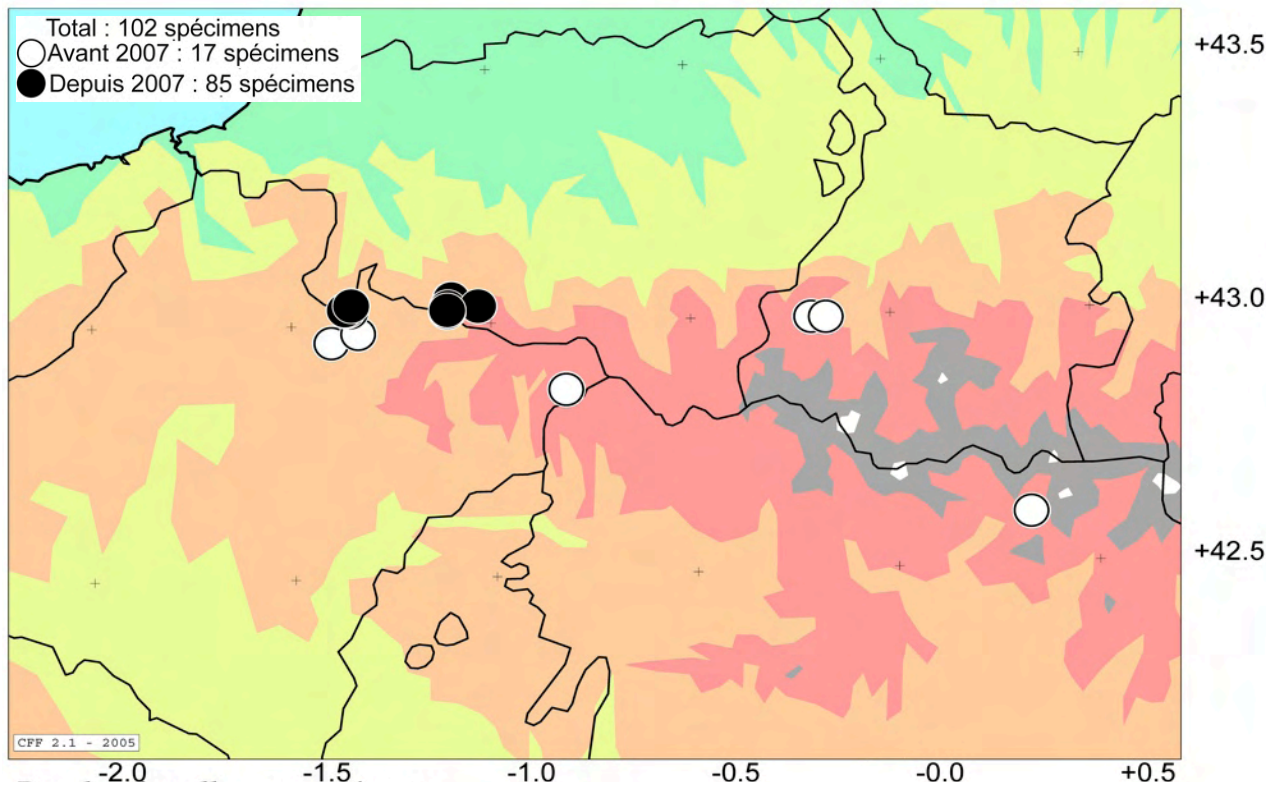 Total : 102 spécimens
Avant 2007 : 17 spécimens
Depuis 2007 : 85 spécimens
+43.5
+43.0
+42.5
CFF 2.1 - 2005
-2.0 -1.5 -1.0 -0.5 -0.0 +0.5